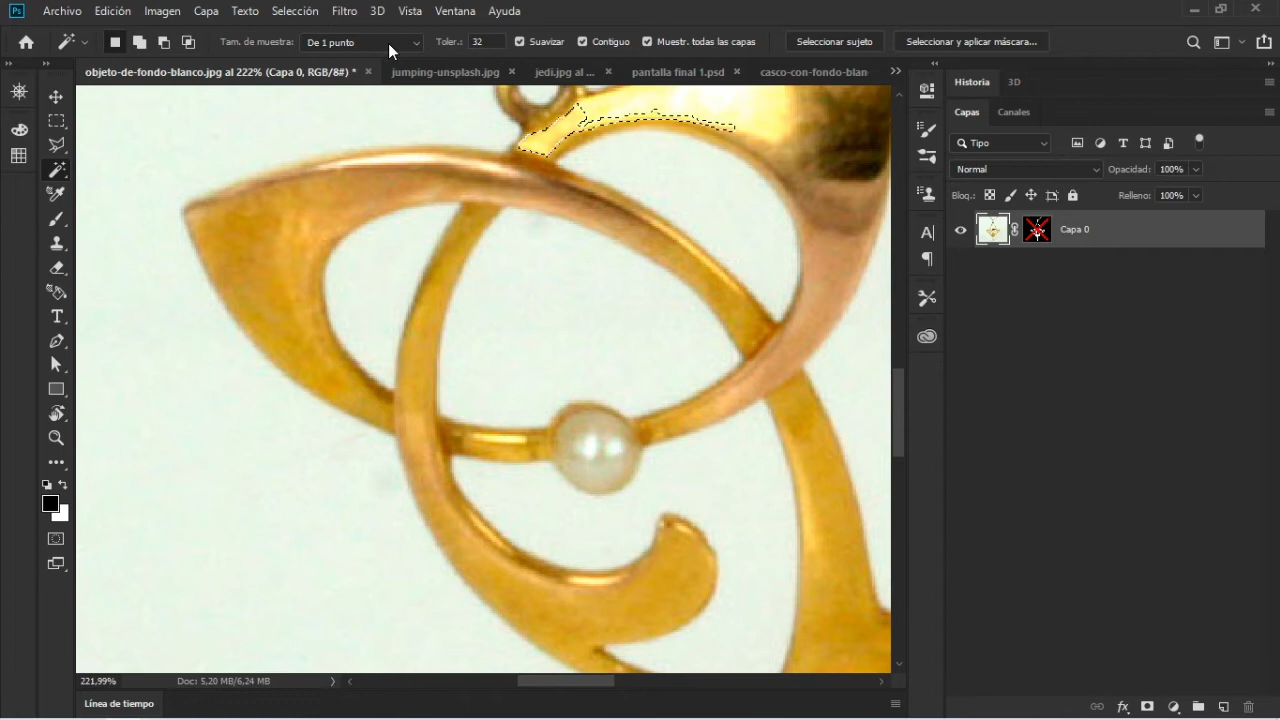 Ps Archivo Edición Imagen Capa Texto Selección Filtro 3D Vista Ventana Ayuda
Tam. de muestra: De 1 punto Toler.: 32 Suavizar Contiguo Muestr. todas las capas Seleccionar sujeto Seleccionar y aplicar máscara...
objeto-de-fondo-blanco.jpg al 222% (Capa 0, RGB/8#) * jumping-unsplash.jpg jedi.jpg al ... pantalla final 1.psd casco-con-fondo-blan
Historia 3D
Capas Canales
Tipo
Normal Opacidad: 100%
Bloq.: Relleno: 100%
Capa 0
221,99% Doc: 5,20 MB/6,24 MB
Línea de tiempo